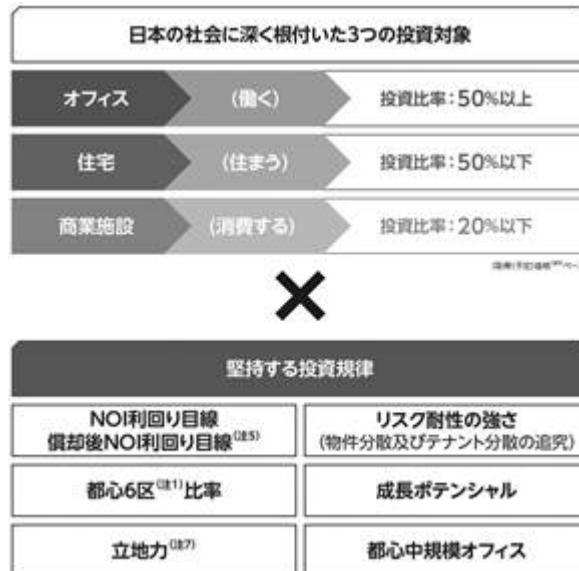 日本の社会に深く根付いた3つの投資対象
オフィス
(働く)
投資比率:50%以上
住宅
(住まう)
投資比率:50%以下
商業施設
(消費する)
投資比率:20%以下
堅持する投資規律
NOI利回り目線
償却後NOI利回り目線(注5)
リスク耐性の強さ
(物件分散及びテナント分散の追究)
都心6区(注1)比率
成長ポテンシャル
立地力(注7)
都心中規模オフィス